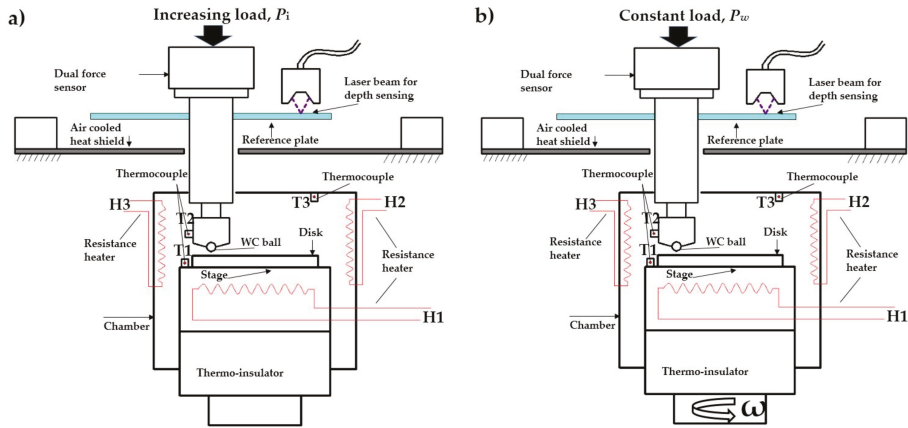 a)
Increasing load, Pi
Dual force
sensor
Laser beam for
depth sensing
Air cooled
heat shield
Reference plate
Thermocouple
Thermocouple
H3
T2
T3
H2
Resistance
heater
T1
WC ball
Disk
Resistance
heater
Stage
H1
Chamber
Thermo-insulator
b)
Constant load, Pw
Dual force
sensor
Laser beam for
depth sensing
Air cooled
heat shield
Reference plate
Thermocouple
Thermocouple
H3
T2
T3
H2
Resistance
heater
T1
WC ball
Disk
Resistance
heater
Stage
H1
Chamber
Thermo-insulator
ω